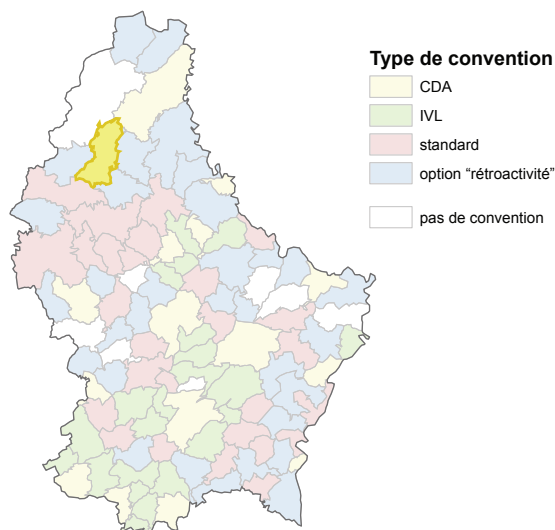 Type de convention
CDA
IVL
standard
option “rétroactivité”
pas de convention